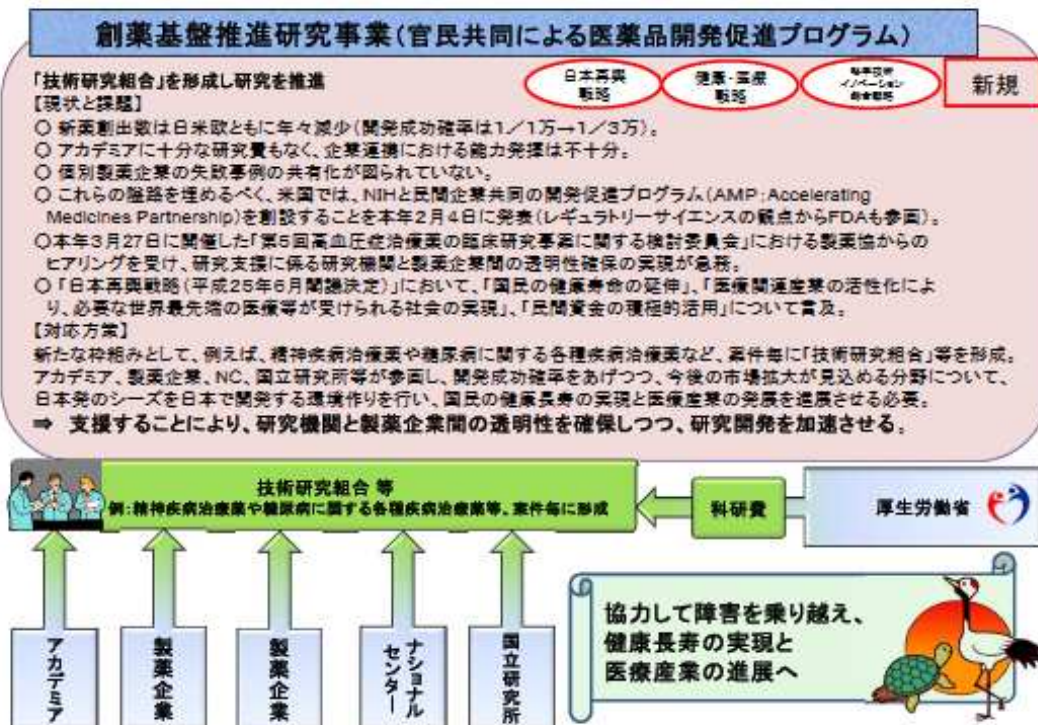 創薬基盤推進研究事業(官民共同による医薬品開発促進プログラム)
「技術研究組合」を形成し研究を推進
日本再興
戦略
健康・医療
戦略
科学技術
イノベーション
総合戦略
新規
【現状と課題】
○ 新薬創出数は日米欧ともに年々減少(開発成功確率は1/1万→1/3万)。
○ アカデミアに十分な研究費もなく、企業連携における能力発揮は不十分。
○ 個別製薬企業の失敗事例の共有化が図られていない。
○ これらの隘路を埋めるべく、米国では、NIHと民間企業共同の開発促進プログラム(AMP:Accelerating
Medicines Partnership)を創設することを本年2月4日に発表(レギュラトリーサイエンスの観点からFDAも参画)。
○本年3月27日に開催した「第5回高血圧症治療薬の臨床研究事案に関する検討委員会」における製薬協からの
ヒアリングを受け、研究支援に係る研究機関と製薬企業間の透明性確保の実現が急務。
○「日本再興戦略(平成25年6月閣議決定)」において、「国民の健康寿命の延伸」、「医療関連産業の活性化によ
り、必要な世界最先端の医療等が受けられる社会の実現」、「民間資金の積極的活用」について言及。
【対応方策】
新たな枠組みとして、例えば、精神疾病治療薬や糖尿病に関する各種疾病治療薬など、案件毎に「技術研究組合」等を形成。
アカデミア、製薬企業、NC、国立研究所等が参画し、開発成功確率をあげつつ、今後の市場拡大が見込める分野について、
日本発のシーズを日本で開発する環境作りを行い、国民の健康長寿の実現と医療産業の発展を進展させる必要。
⇒ 支援することにより、研究機関と製薬企業間の透明性を確保しつつ、研究開発を加速させる。
技術研究組合 等
例:精神疾病治療薬や糖尿病に関する各種疾病治療薬等、案件毎に形成
科研費
厚生労働省
アカデミア
製薬企業
製薬企業
ナショナル
センター
国立研究所
協力して障害を乗り越え、
健康長寿の実現と
医療産業の進展へ